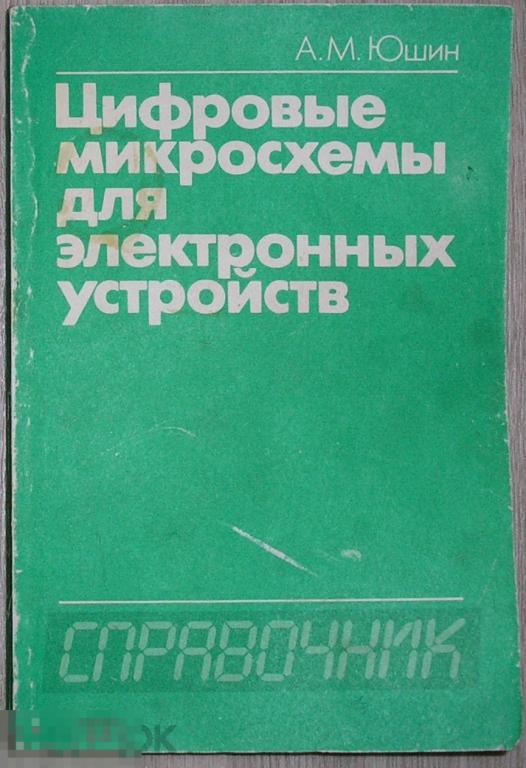 А. М. Юшин
Цифровые
микросхемы
для
электронных
устройств
СПРАВОЧНИК